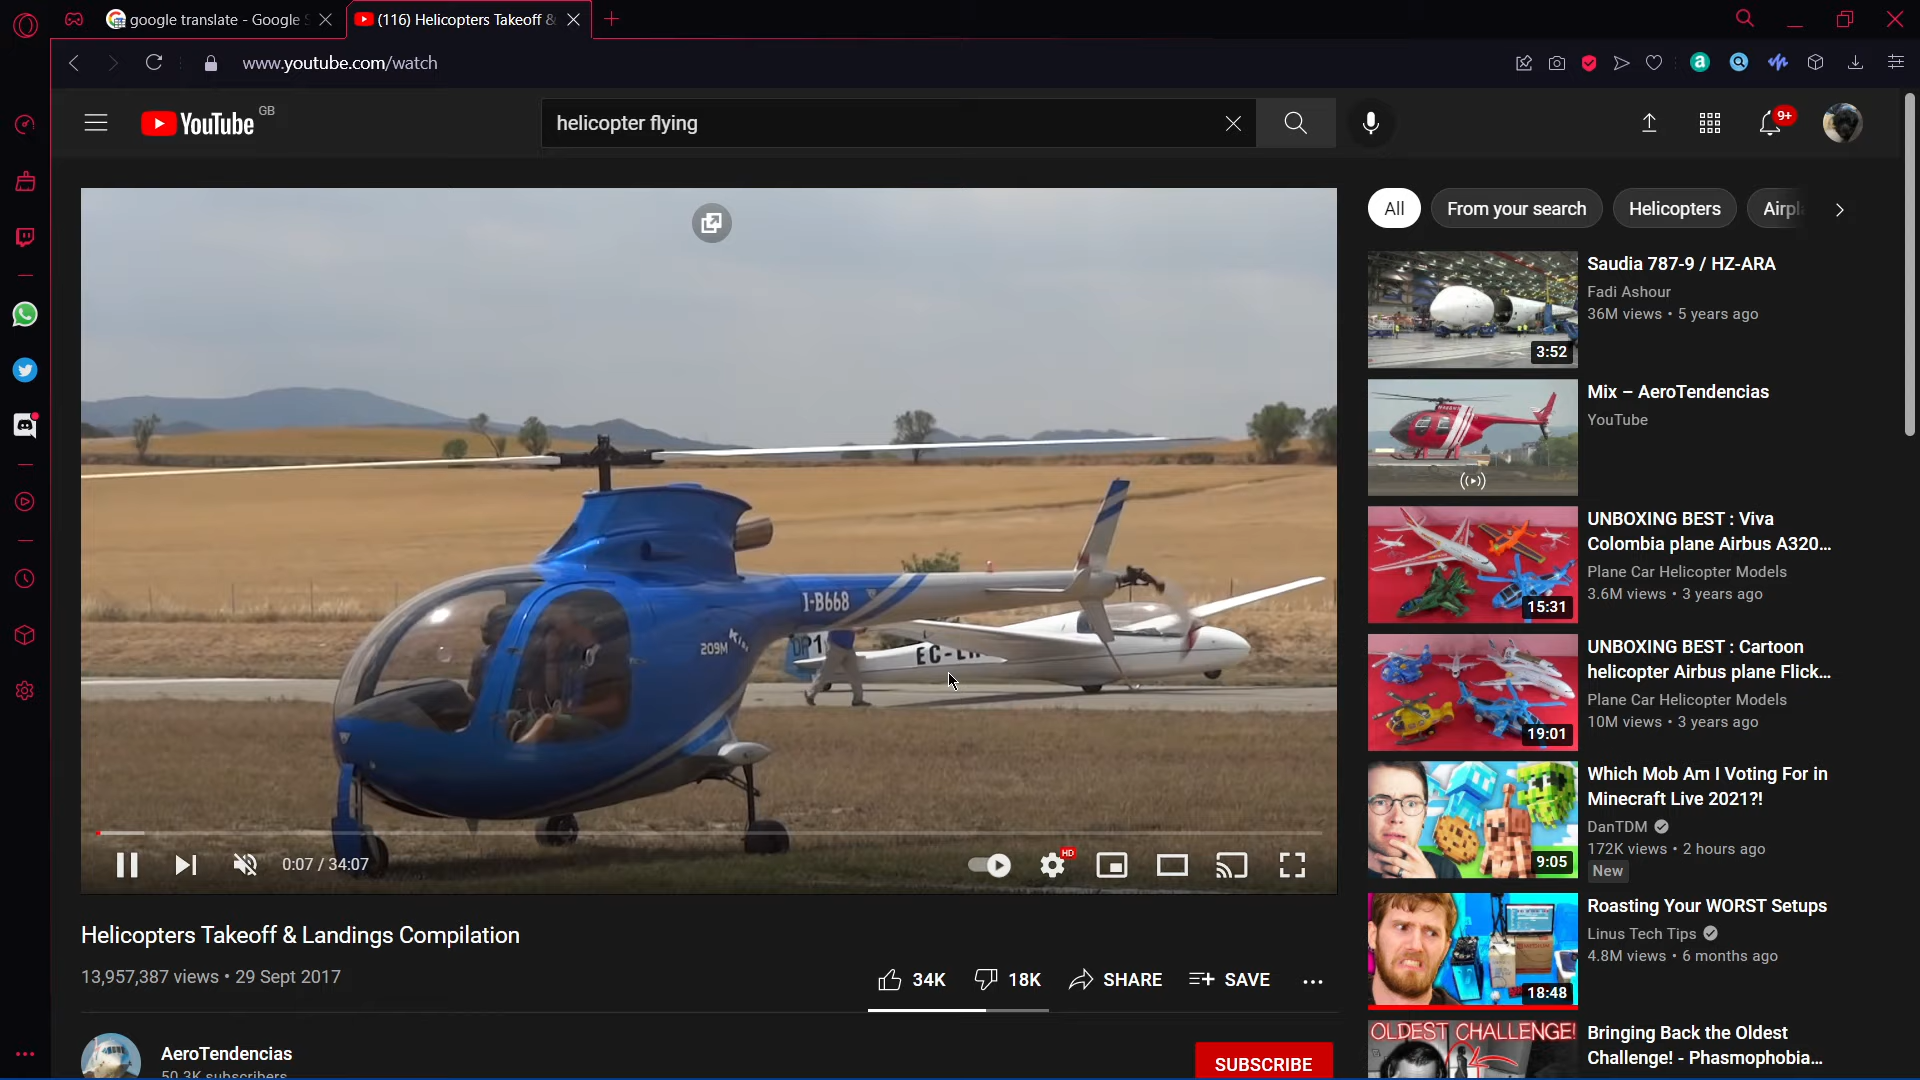 google translate - Google
(116) Helicopters Takeoff &
www.youtube.com/watch
YouTube GB
helicopter flying
9+
All
From your search
Helicopters
Airpl
I-B668
209M
OP1
0:07 / 34:07
HD
Helicopters Takeoff & Landings Compilation
13,957,387 views • 29 Sept 2017
34K
18K
SHARE
SAVE
AeroTendencias
50.3K subscribers
SUBSCRIBE
Saudia 787-9 / HZ-ARA
Fadi Ashour
36M views • 5 years ago
3:52
Mix – AeroTendencias
YouTube
UNBOXING BEST : Viva
Colombia plane Airbus A320...
Plane Car Helicopter Models
3.6M views • 3 years ago
15:31
UNBOXING BEST : Cartoon
helicopter Airbus plane Flick...
Plane Car Helicopter Models
10M views • 3 years ago
19:01
Which Mob Am I Voting For in
Minecraft Live 2021?!
DanTDM
172K views • 2 hours ago
New
9:05
Roasting Your WORST Setups
Linus Tech Tips
4.8M views • 6 months ago
18:48
OLDEST CHALLENGE!
Bringing Back the Oldest
Challenge! - Phasmophobia...